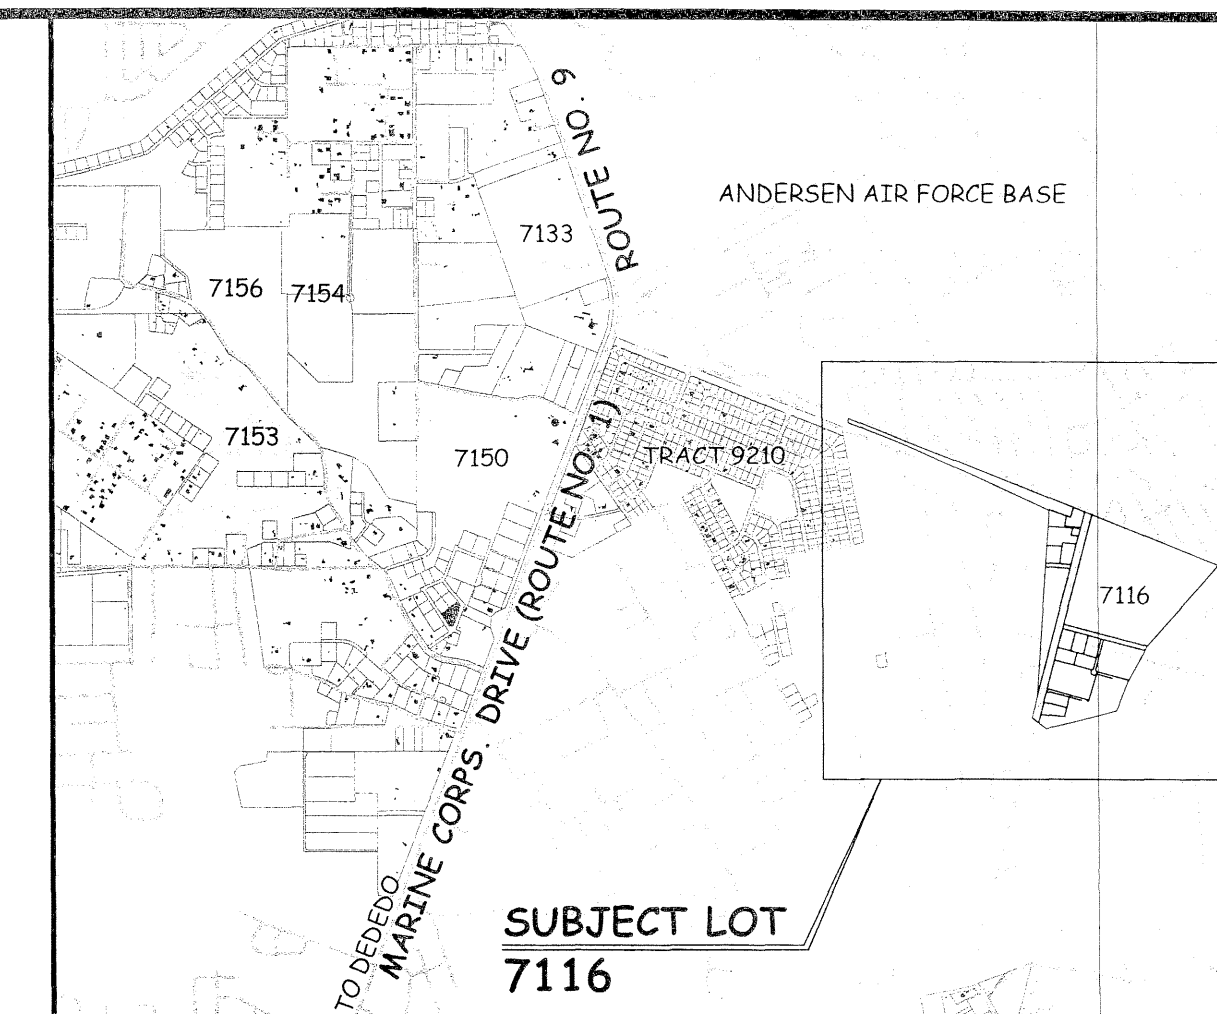 ROUTE NO. 9
ANDERSEN AIR FORCE BASE
7133
7156
7154
7153
7150
TRACT 9210
7116
MARINE CORPS. DRIVE (ROUTE NO. 1)
TO DEDEDO
SUBJECT LOT
7116